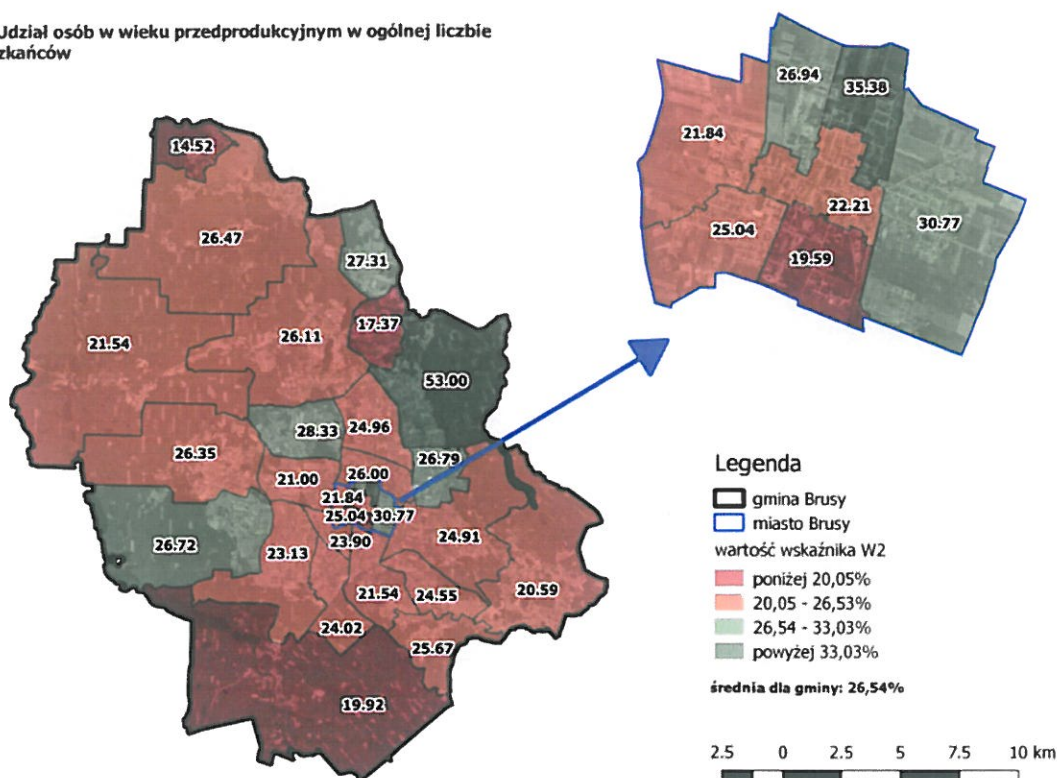 Udział osób w wieku przedprodukcyjnym w ogólnej liczbie
zkańców
26.94
35.38
21.84
22.21
25.04
30.77
19.59
14.52
26.47
27.31
17.37
21.54
26.11
53.00
28.33
24.96
26.35
26.79
21.00
26.00
21.84
25.04
30.77
26.72
23.13
23.90
24.91
21.54
24.55
20.59
24.02
25.67
19.92
Legenda
gmina Brusy
miasto Brusy
wartość wskaźnika W2
poniżej 20,05%
20,05 - 26,53%
26,54 - 33,03%
powyżej 33,03%
średnia dla gminy: 26,54%
2.5 0 2.5 5 7.5 10 km